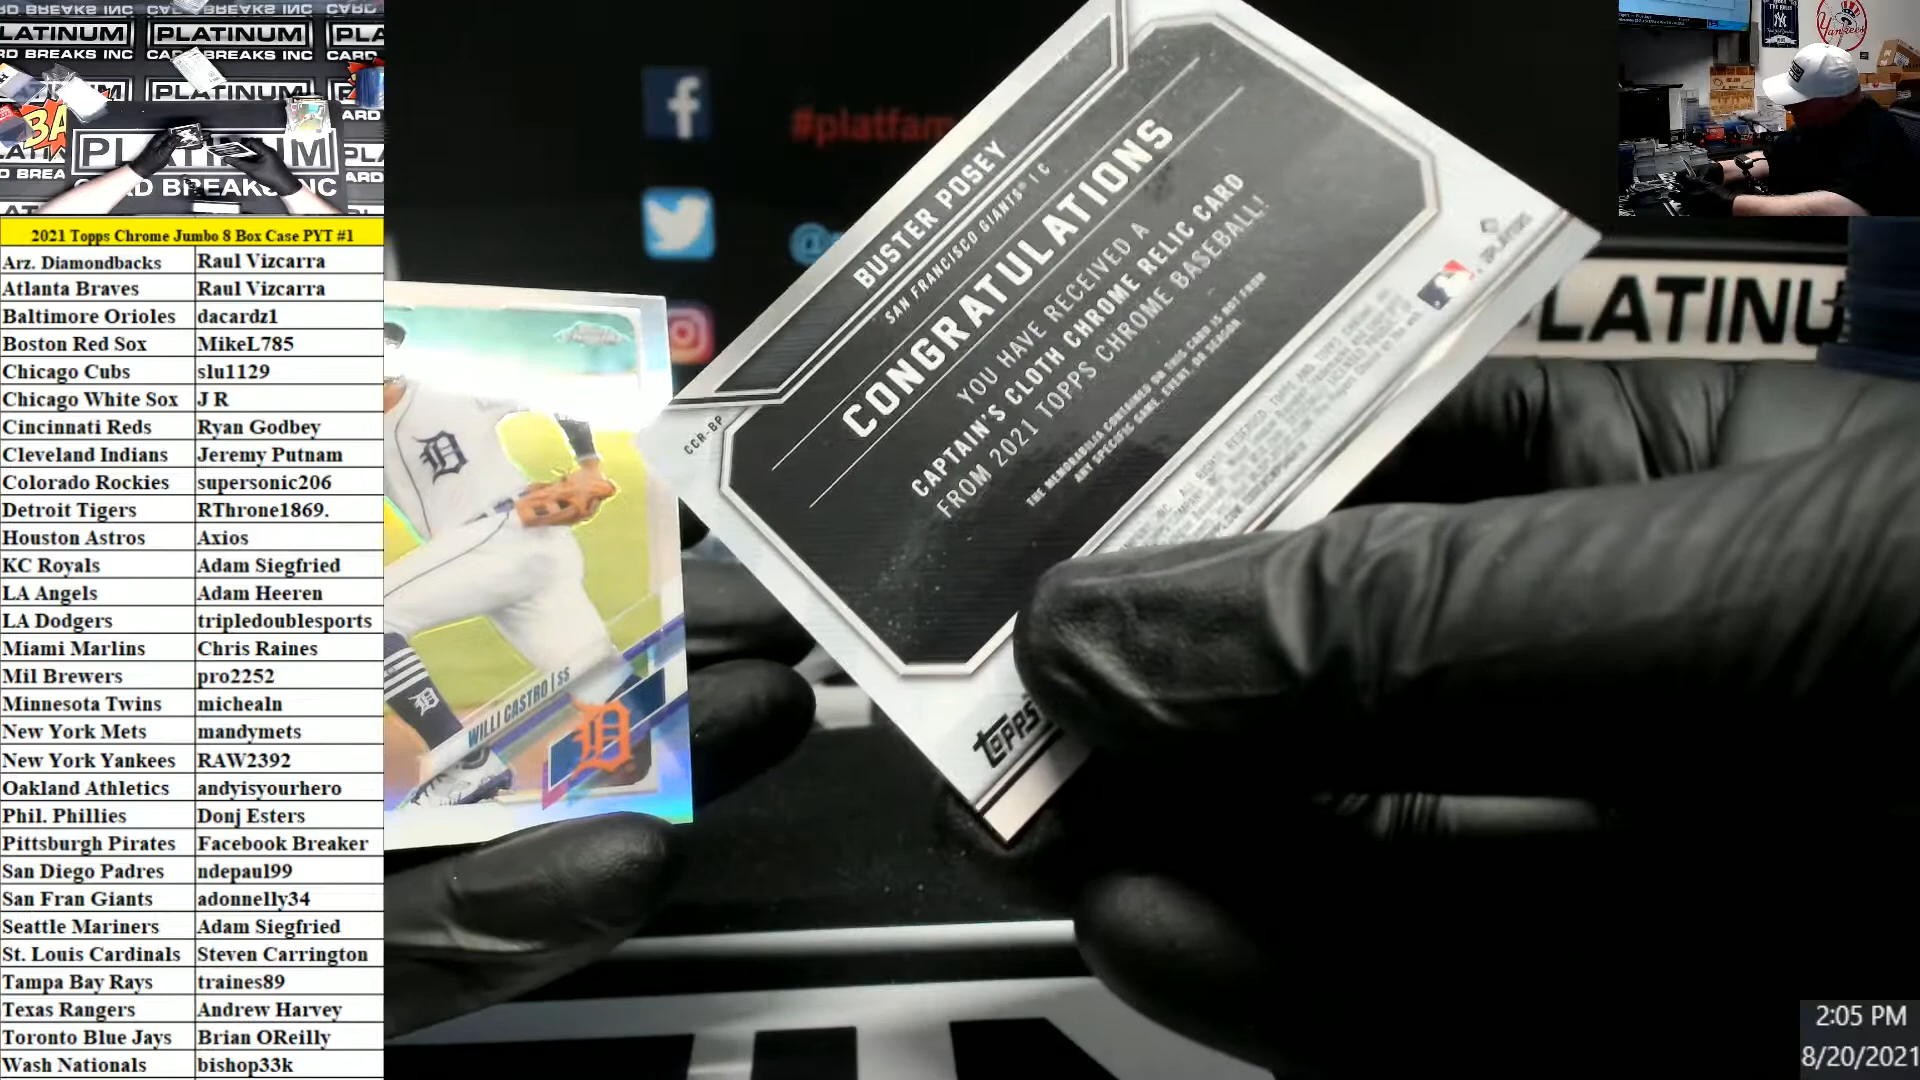 PLATINUM
CARD BREAKS INC
PLATINUM
CARD BREAKS INC
2021 Topps Chrome Jumbo 8 Box Case PYT #1
Arz. Diamondbacks Raul Vizcarra
Atlanta Braves Raul Vizcarra
Baltimore Orioles dacardz1
Boston Red Sox MikeL785
Chicago Cubs slu1129
Chicago White Sox J R
Cincinnati Reds Ryan Godbey
Cleveland Indians Jeremy Putnam
Colorado Rockies supersonic206
Detroit Tigers RThrone1869.
Houston Astros Axios
KC Royals Adam Siegfried
LA Angels Adam Heeren
LA Dodgers tripledoublesports
Miami Marlins Chris Raines
Mil Brewers pro2252
Minnesota Twins michealn
New York Mets mandymets
New York Yankees RAW2392
Oakland Athletics andyisyourhero
Phil. Phillies Donj Esters
Pittsburgh Pirates Facebook Breaker
San Diego Padres ndepaul99
San Fran Giants adonnelly34
Seattle Mariners Adam Siegfried
St. Louis Cardinals Steven Carrington
Tampa Bay Rays traines89
Texas Rangers Andrew Harvey
Toronto Blue Jays Brian OReilly
Wash Nationals bishop33k
#platfam
BUSTER POSEY
SAN FRANCISCO GIANTS® | C
CONGRATULATIONS
YOU HAVE RECEIVED A
CAPTAIN'S CLOTH CHROME RELIC CARD
FROM 2021 TOPPS CHROME BASEBALL!
THE MEMORABILIA CONTAINED ON THIS CARD IS NOT FROM
ANY SPECIFIC GAME, EVENT, OR SEASON
CCR-BP
topps
WILLI CASTRO | SS
D
Yankees
PLATINU
2:05 PM
8/20/2021